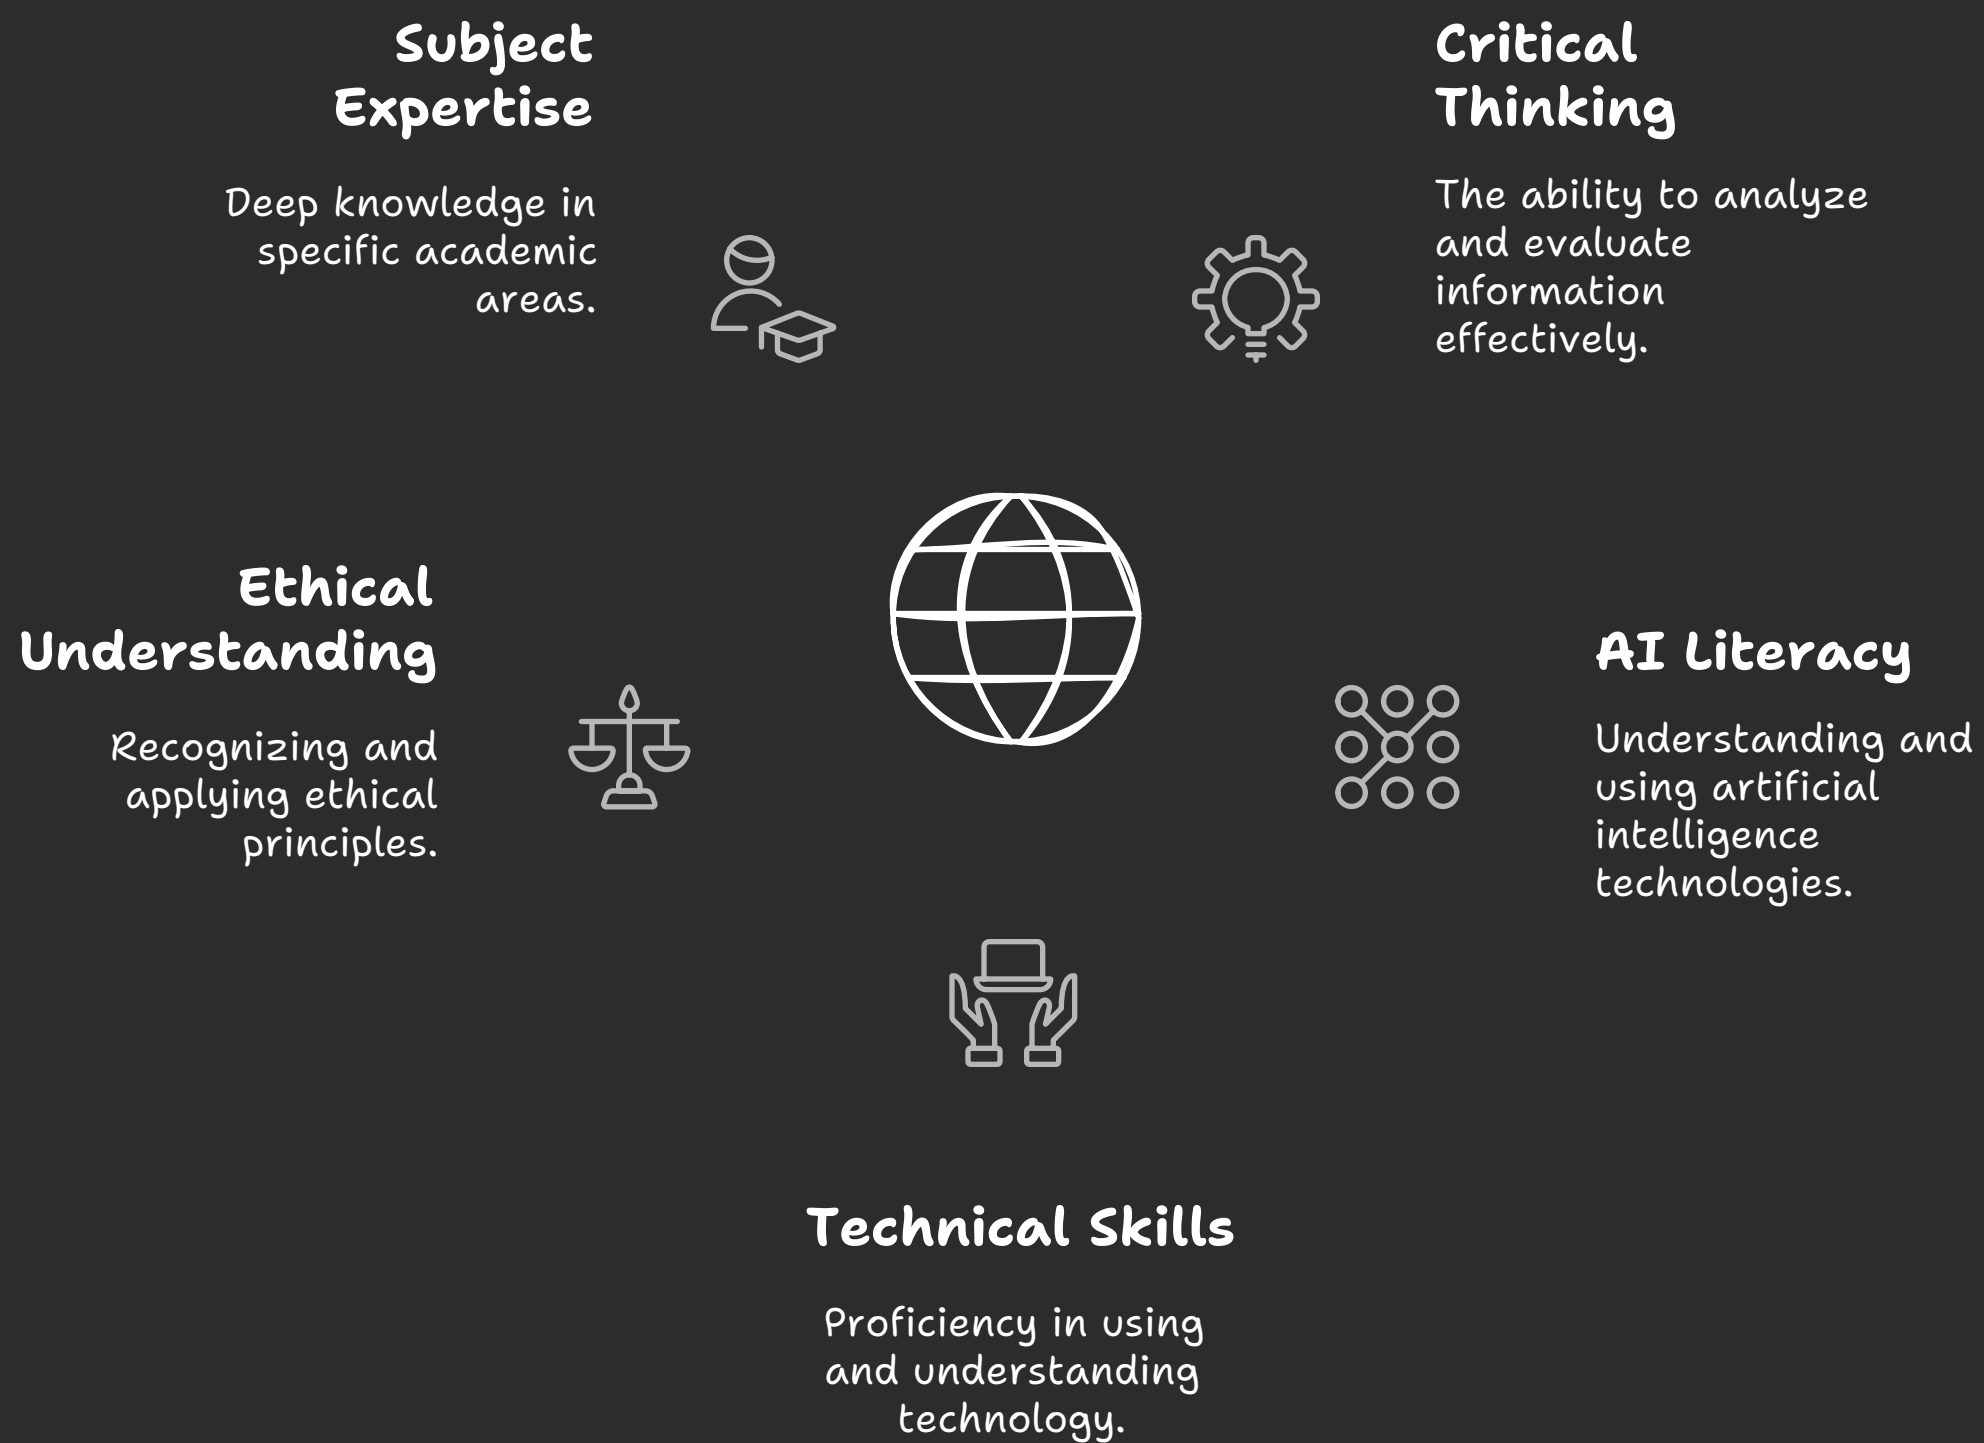 Subject
Expertise
Deep knowledge in
specific academic
areas.
Critical
Thinking
The ability to analyze
and evaluate
information
effectively.
Ethical
Understanding
Recognizing and
applying ethical
principles.
AI Literacy
Understanding and
using artificial
intelligence
technologies.
Technical Skills
Proficiency in using
and understanding
technology.